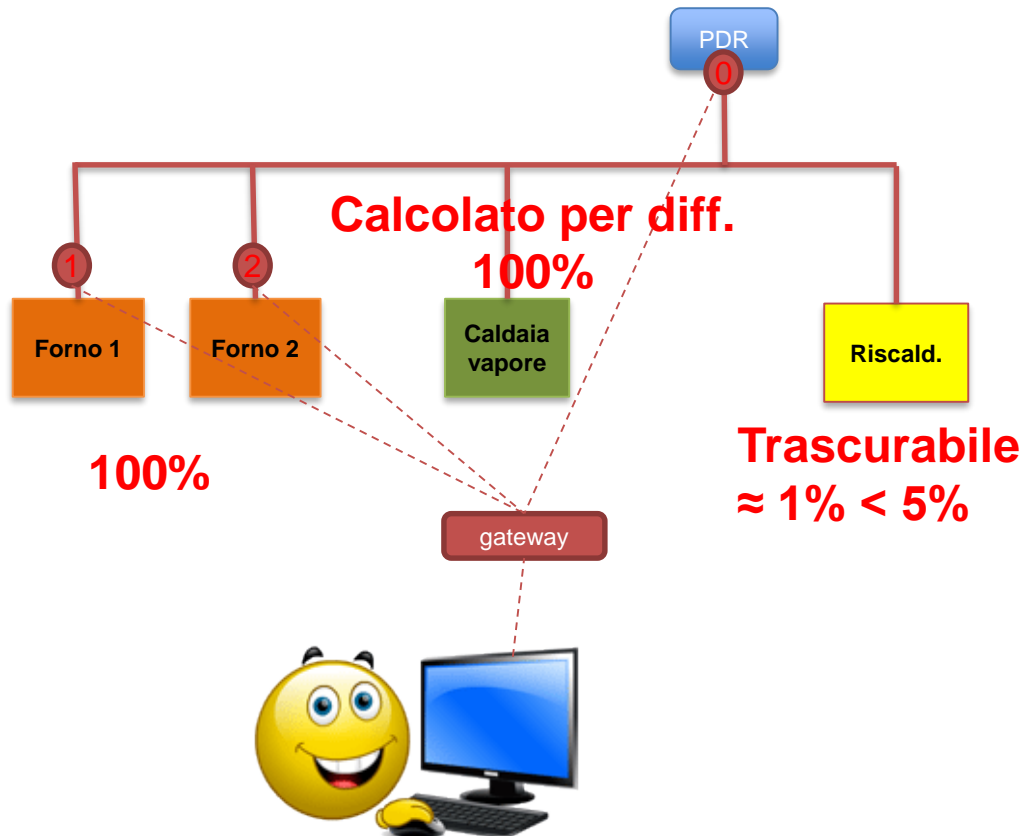 PDR
0
Calcolato per diff.
100%
1
2
Forno 1
Forno 2
Caldaia
vapore
Riscald.
100%
Trascurabile
≈ 1% < 5%
gateway